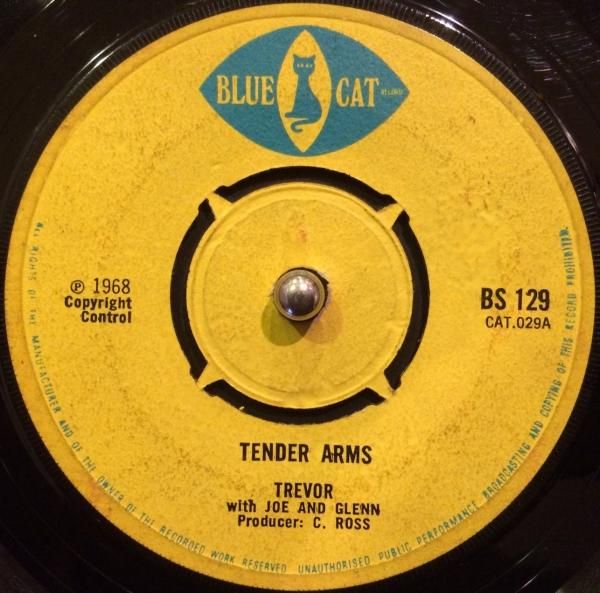 BLUE CAT RECORDS
℗ 1968
Copyright
Control
BS 129
CAT.029A
TENDER ARMS
TREVOR
with JOE AND GLENN
Producer: C. ROSS
ALL RIGHTS OF THE MANUFACTURER AND OF THE OWNER OF THE RECORDED WORK RESERVED UNAUTHORISED PUBLIC PERFORMANCE BROADCASTING AND COPYING OF THIS RECORD PROHIBITED.